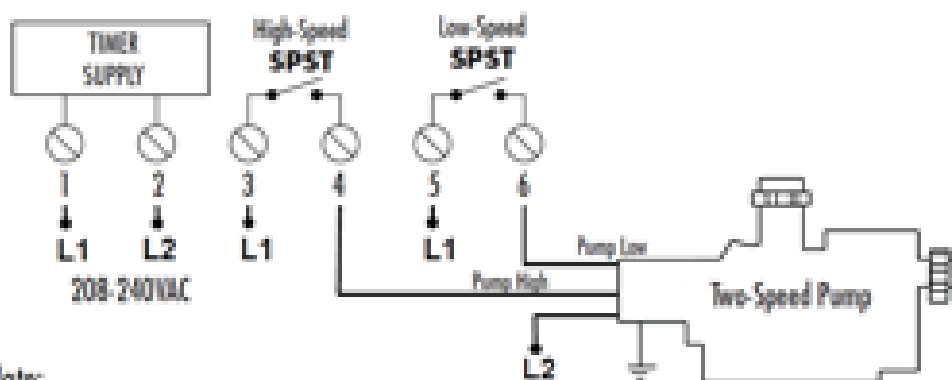 TIMER
SUPPLY
High-Speed
SPST
Low-Speed
SPST
1 2 3 4 5 6
L1 L2 L1 L1
208-240VAC
Pump Low
Pump High
Two-Speed Pump
L2